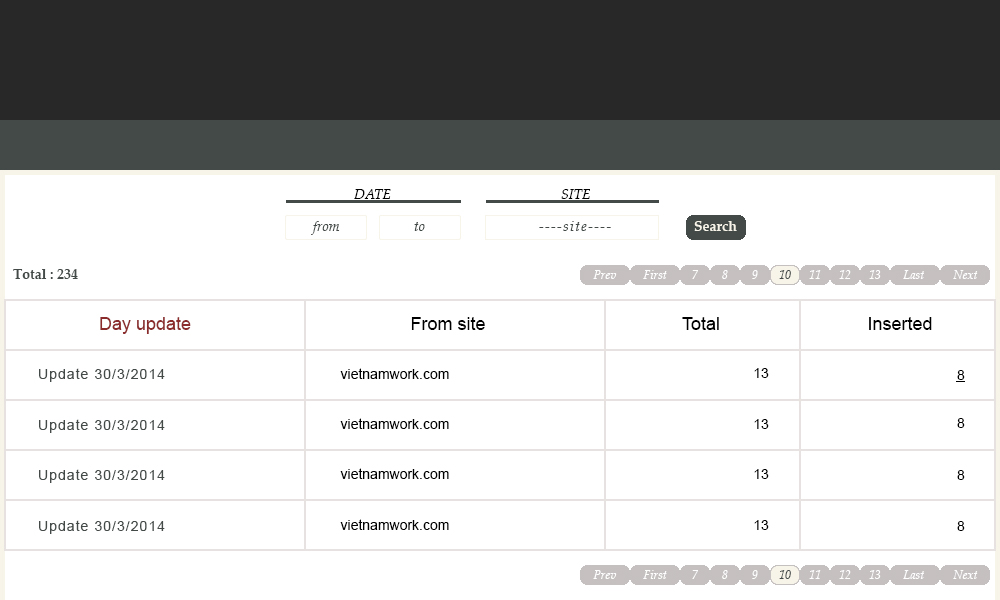 DATE SITE
from to ----site---- Search
Total : 234 Prev First 7 8 9 10 11 12 13 Last Next
Day update From site Total Inserted
Update 30/3/2014 vietnamwork.com 13 8
Update 30/3/2014 vietnamwork.com 13 8
Update 30/3/2014 vietnamwork.com 13 8
Update 30/3/2014 vietnamwork.com 13 8
Prev First 7 8 9 10 11 12 13 Last Next